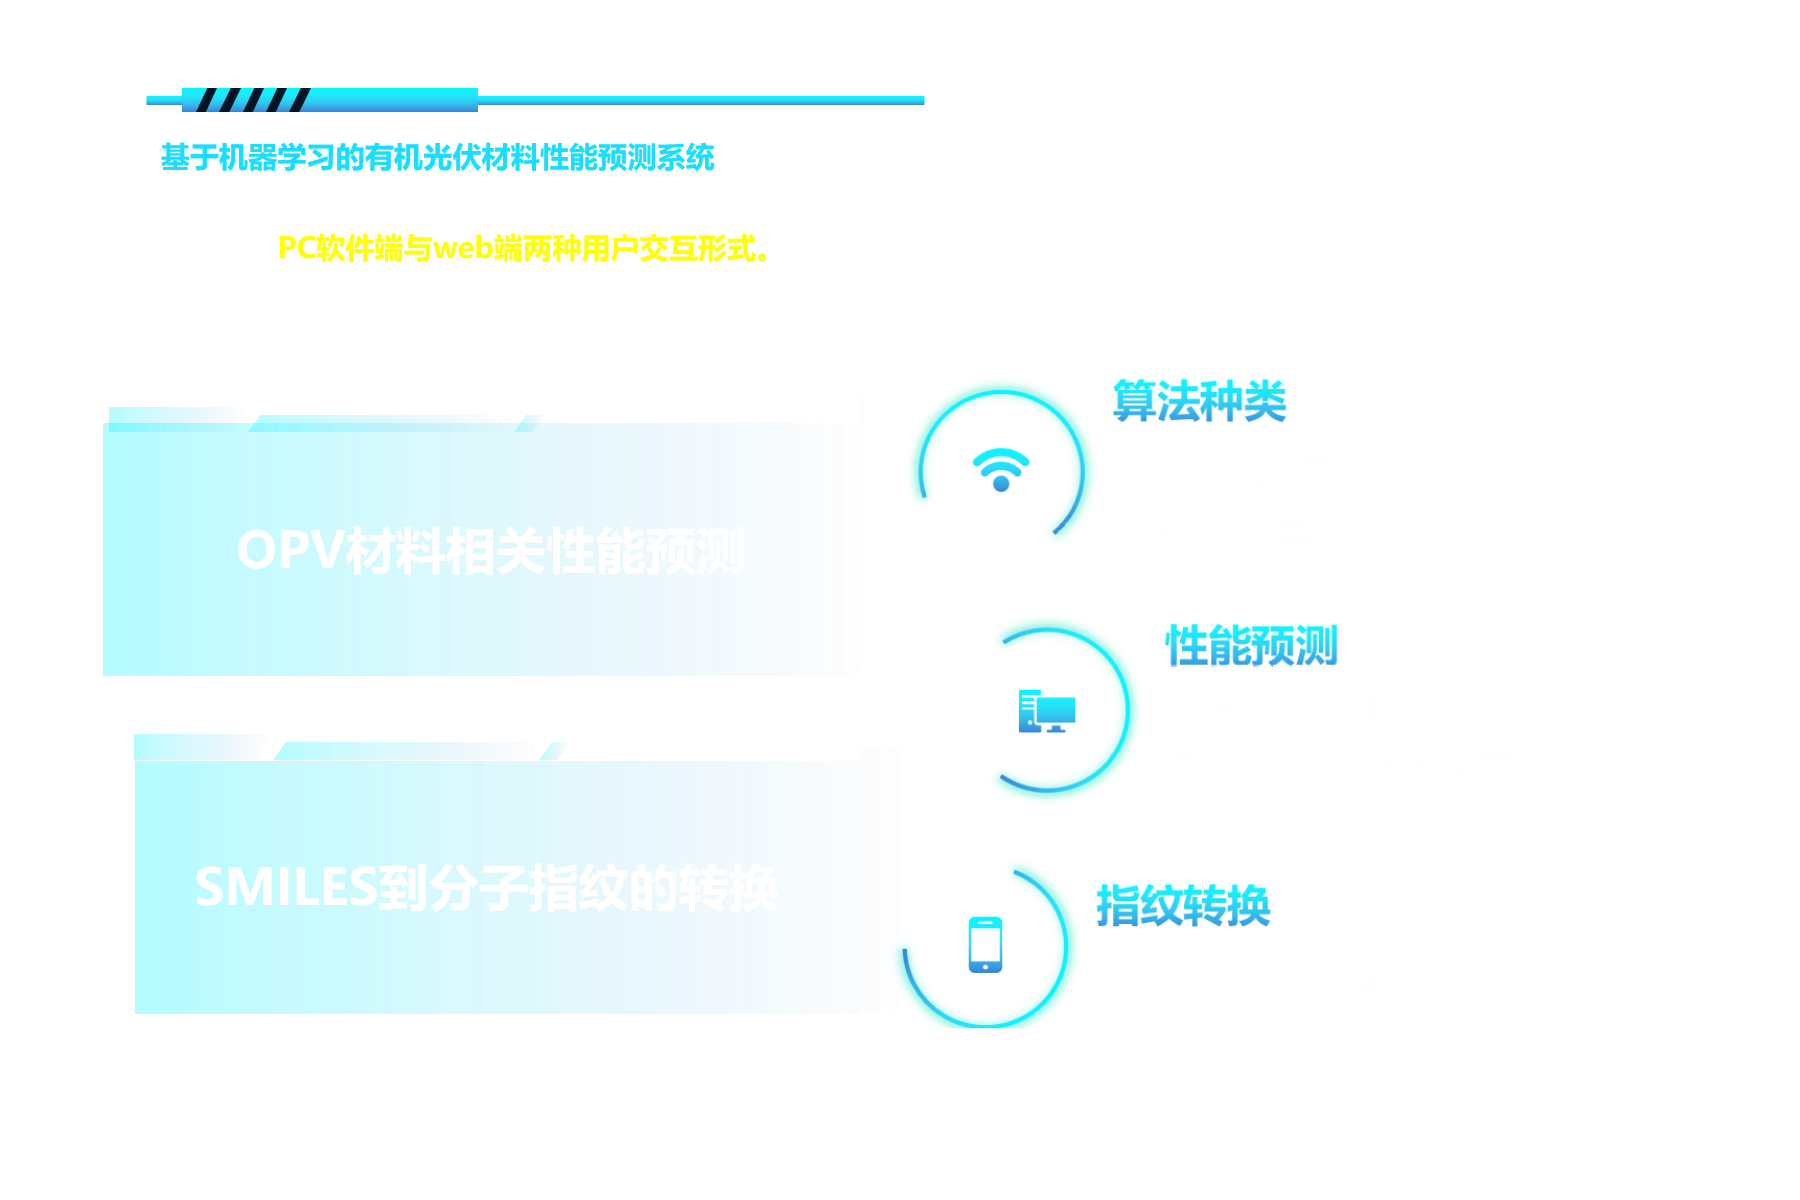 基于机器学习的有机光伏材料性能预测系统
PC软件端与web端两种用户交互形式。
算法种类
OPV材料相关性能预测
性能预测
SMILES到分子指纹的转换
指纹转换